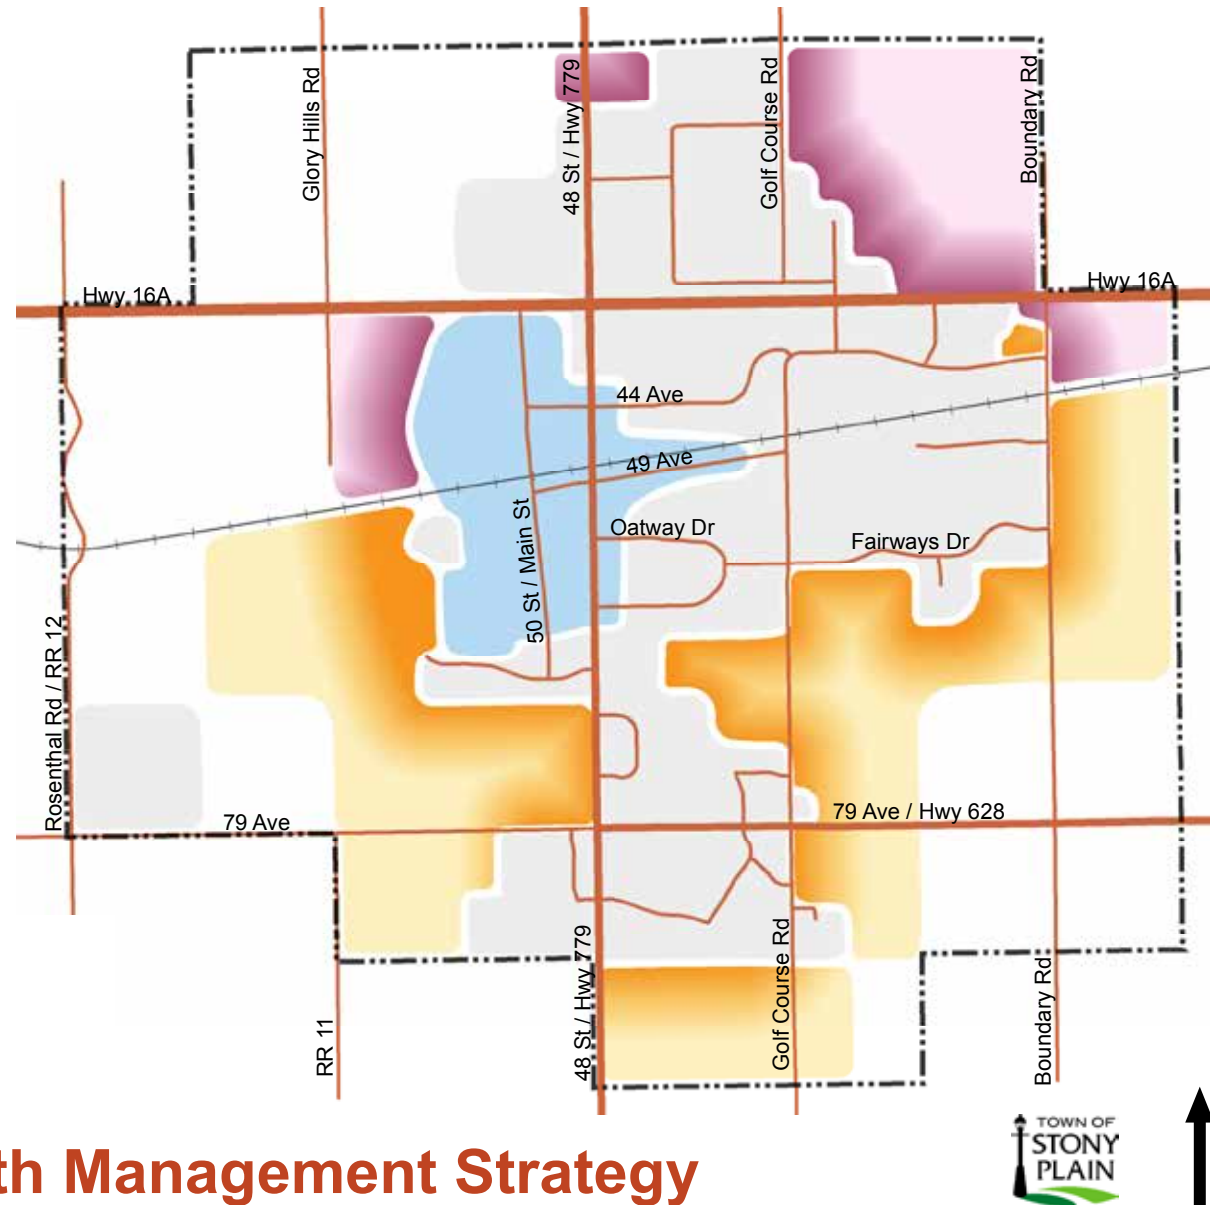 Glory Hills Rd
48 St / Hwy 779
Golf Course Rd
Boundary Rd
Hwy 16A
Hwy 16A
44 Ave
49 Ave
50 St / Main St
Oatway Dr
Fairways Dr
Rosenthal Rd / RR 12
79 Ave
79 Ave / Hwy 628
RR 11
48 St / Hwy 779
Golf Course Rd
Boundary Rd
th Management Strategy
TOWN OF
STONY
PLAIN